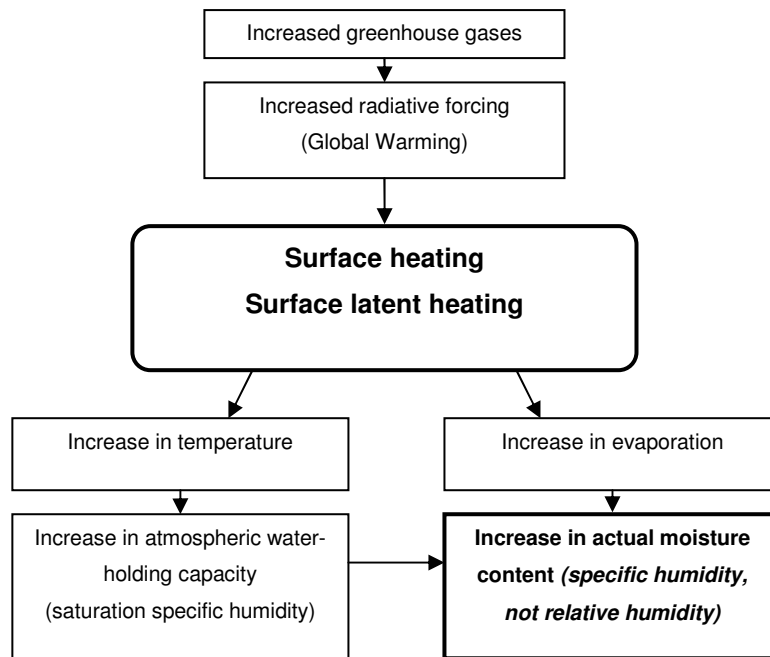 Increased greenhouse gases
Increased radiative forcing
(Global Warming)
Surface heating
Surface latent heating
Increase in temperature
Increase in evaporation
Increase in atmospheric water-
holding capacity
(saturation specific humidity)
Increase in actual moisture
content (specific humidity,
not relative humidity)